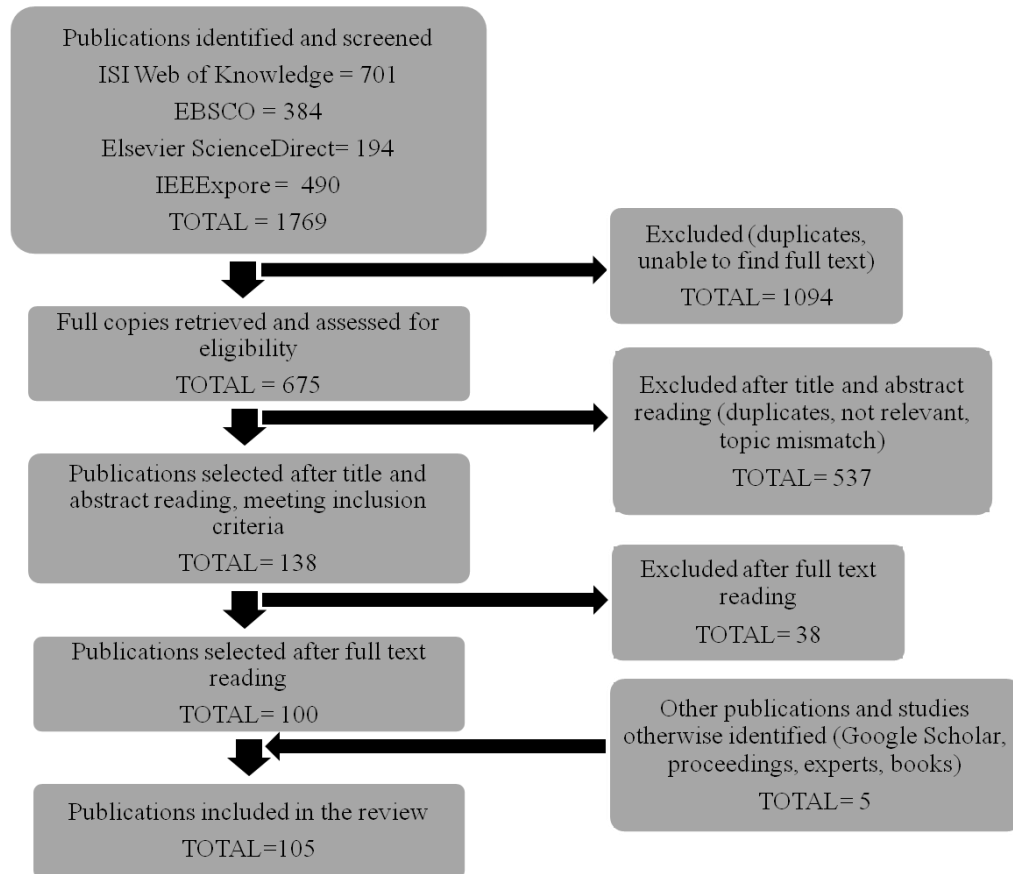 Publications identified and screened
ISI Web of Knowledge = 701
EBSCO = 384
Elsevier ScienceDirect= 194
IEEExpore = 490
TOTAL = 1769
Excluded (duplicates,
unable to find full text)
TOTAL= 1094
Full copies retrieved and assessed for
eligibility
TOTAL = 675
Excluded after title and abstract
reading (duplicates, not relevant,
topic mismatch)
TOTAL= 537
Publications selected after title and
abstract reading, meeting inclusion
criteria
TOTAL= 138
Excluded after full text
reading
TOTAL= 38
Publications selected after full text
reading
TOTAL= 100
Other publications and studies
otherwise identified (Google Scholar,
proceedings, experts, books)
TOTAL= 5
Publications included in the review
TOTAL=105